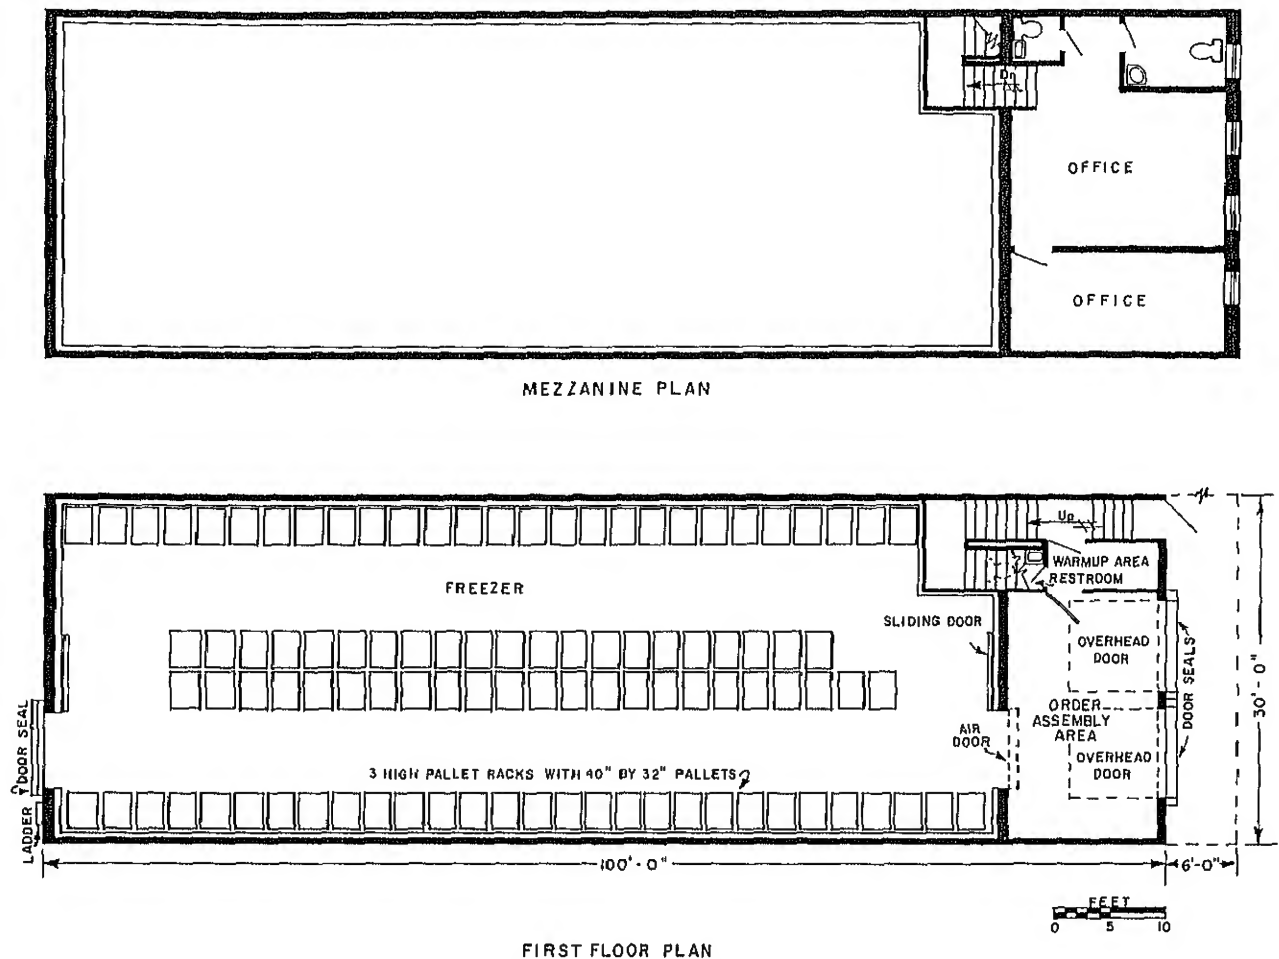 Dn
OFFICE
OFFICE
MEZZANINE PLAN
Up
WARMUP AREA
RESTROOM
FREEZER
SLIDING DOOR
OVERHEAD
DOOR
DOOR SEALS
30'-0"
ORDER
ASSEMBLY
AREA
AIR
DOOR
OVERHEAD
DOOR
DOOR SEAL
LADDER
3 HIGH PALLET RACKS WITH 40" BY 32" PALLETS
100'-0"
6'-0"
FEET
0 5 10
FIRST FLOOR PLAN